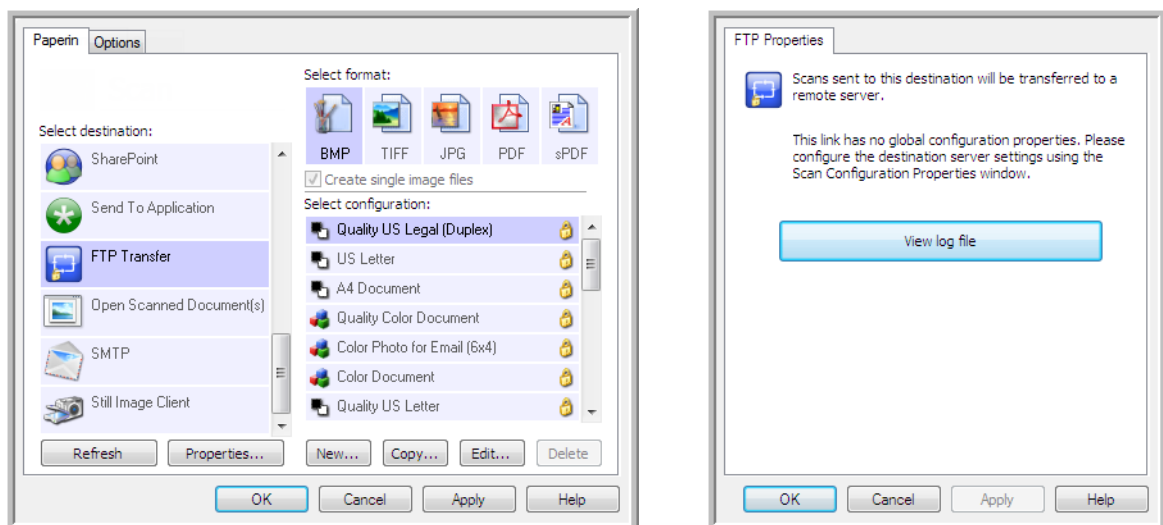 Paperin
Options
Select destination:
SharePoint
Send To Application
FTP Transfer
Open Scanned Document(s)
SMTP
Still Image Client
Refresh
Properties...
Select format:
BMP
TIFF
JPG
PDF
sPDF
Create single image files
Select configuration:
Quality US Legal (Duplex)
US Letter
A4 Document
Quality Color Document
Color Photo for Email (6x4)
Color Document
Quality US Letter
New...
Copy...
Edit...
Delete
OK
Cancel
Apply
Help
FTP Properties
Scans sent to this destination will be transferred to a
remote server.
This link has no global configuration properties. Please
configure the destination server settings using the
Scan Configuration Properties window.
View log file
OK
Cancel
Apply
Help